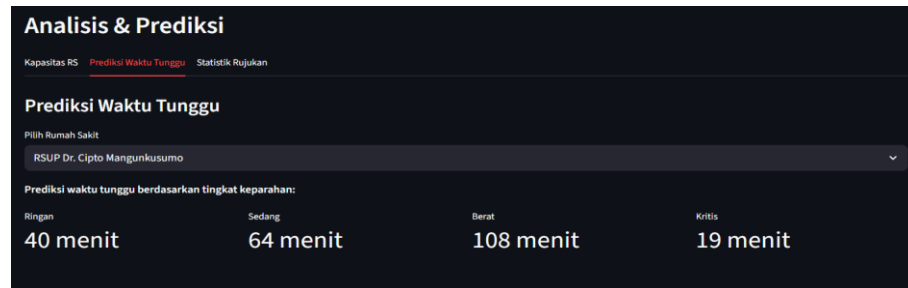 Analisis & Prediksi
Kapasitas RS Prediksi Waktu Tunggu Statistik Rujukan
Prediksi Waktu Tunggu
Pilih Rumah Sakit
RSUP Dr. Cipto Mangunkusumo
Prediksi waktu tunggu berdasarkan tingkat keparahan:
Ringan Sedang Berat Kritis
40 menit 64 menit 108 menit 19 menit